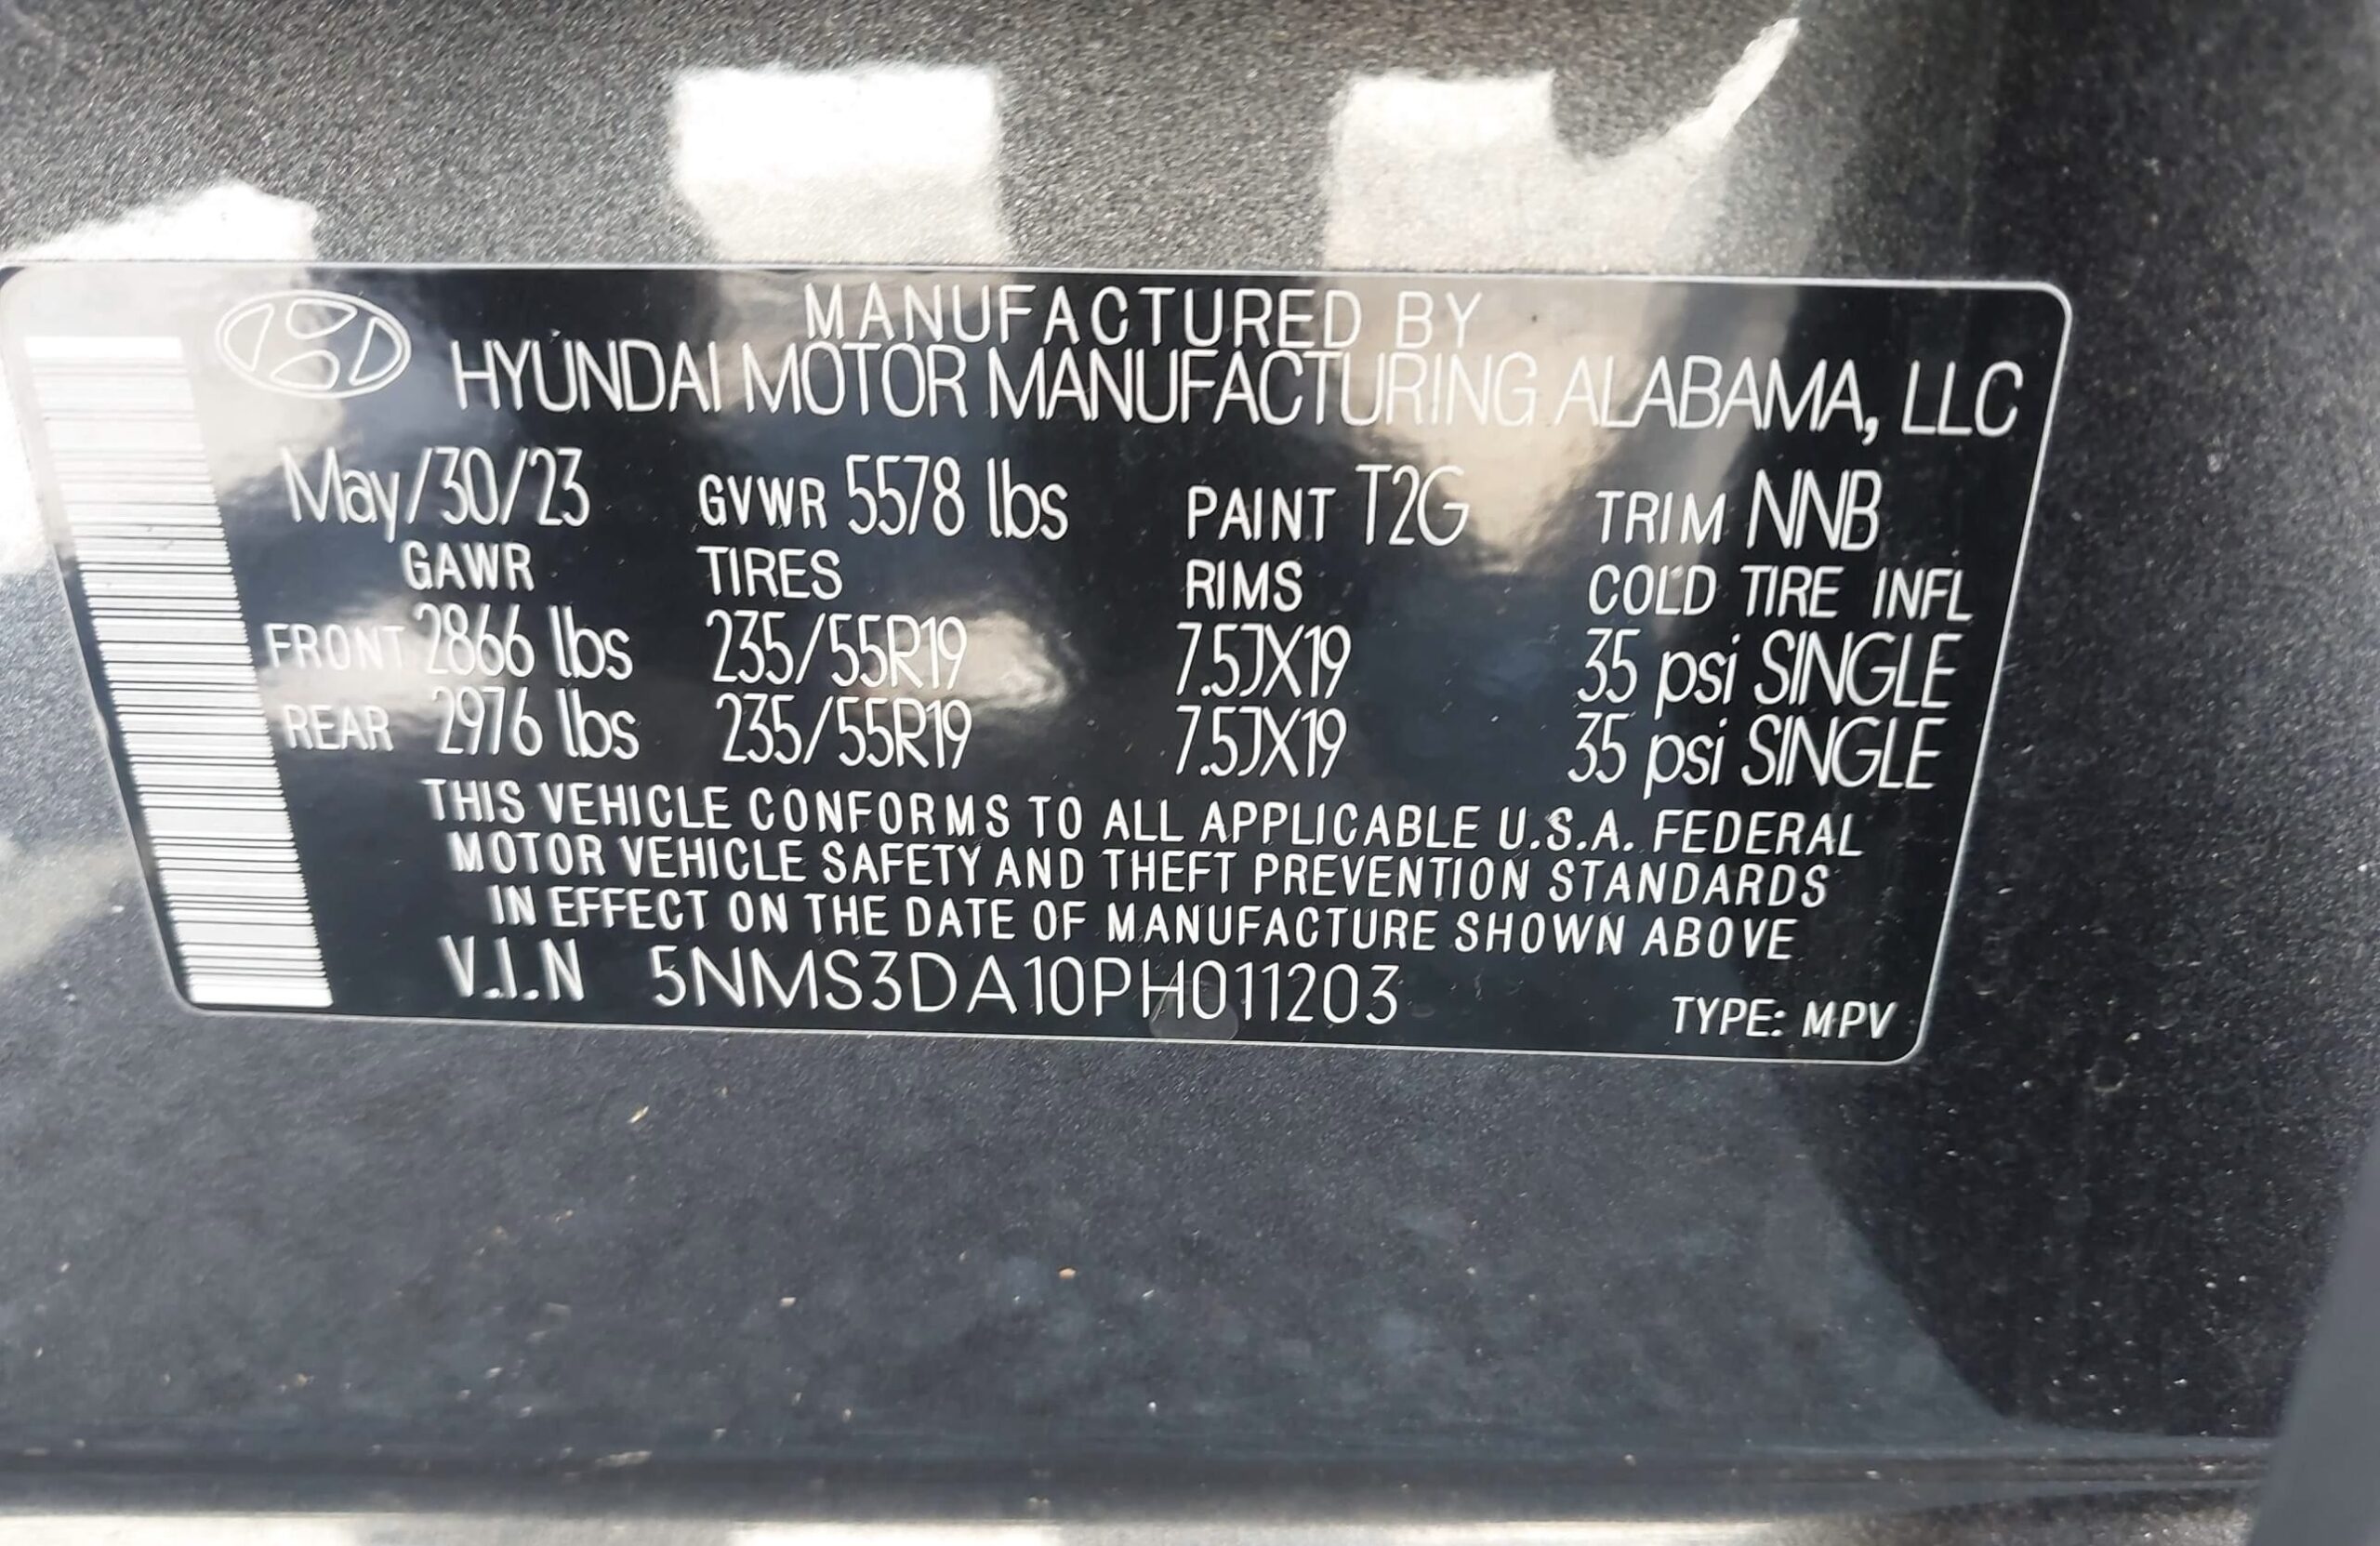 MANUFACTURED BY
HYUNDAI MOTOR MANUFACTURING ALABAMA, LLC
May/30/23 GVWR 5578 lbs PAINT T2G TRIM NNB
GAWR TIRES RIMS COLD TIRE INFL
FRONT 2866 lbs 235/55R19 7.5JX19 35 psi SINGLE
REAR 2976 lbs 235/55R19 7.5JX19 35 psi SINGLE
THIS VEHICLE CONFORMS TO ALL APPLICABLE U.S.A. FEDERAL
MOTOR VEHICLE SAFETY AND THEFT PREVENTION STANDARDS
IN EFFECT ON THE DATE OF MANUFACTURE SHOWN ABOVE
V.I.N 5NMS3DA10PH011203 TYPE: MPV